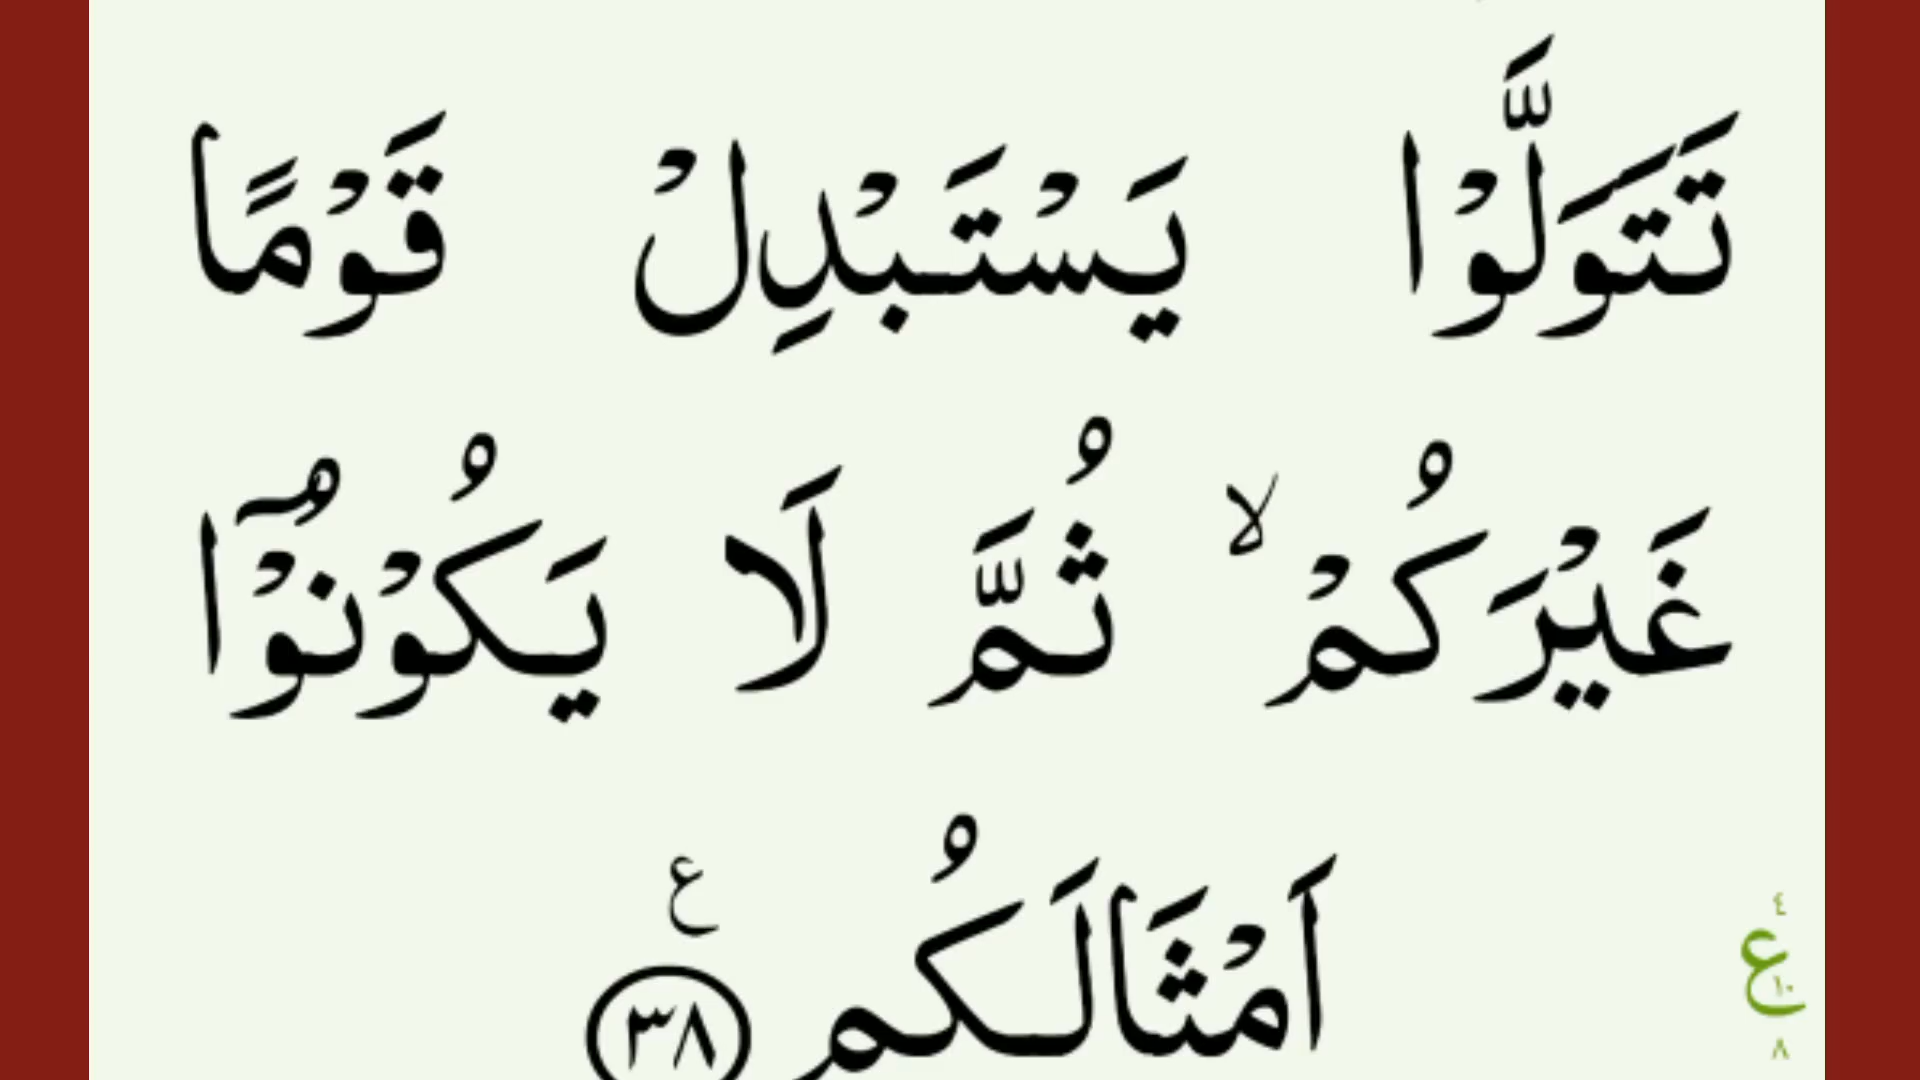 تَتَوَلَّوْا يَسْتَبْدِلْ قَوْمًا
غَيْرَكُمْ ۙ ثُمَّ لَا يَكُوْنُوْۤا
اَمْثَالَكُم ﴿٣٨﴾ ع
٤
ع
١٠
٨